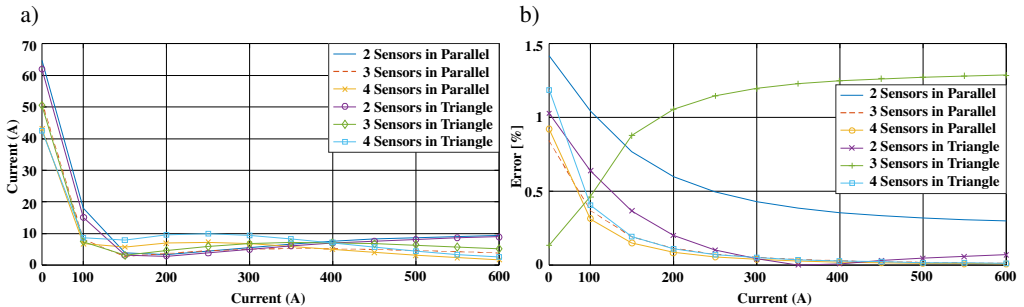 a)
70
60
50
40
30
20
10
0
Current (A)
0
100
200
300
400
500
600
Current (A)
2 Sensors in Parallel
3 Sensors in Parallel
4 Sensors in Parallel
2 Sensors in Triangle
3 Sensors in Triangle
4 Sensors in Triangle
b)
1.5
1
0.5
0
Error [%]
0
100
200
300
400
500
600
Current (A)
2 Sensors in Parallel
3 Sensors in Parallel
4 Sensors in Parallel
2 Sensors in Triangle
3 Sensors in Triangle
4 Sensors in Triangle